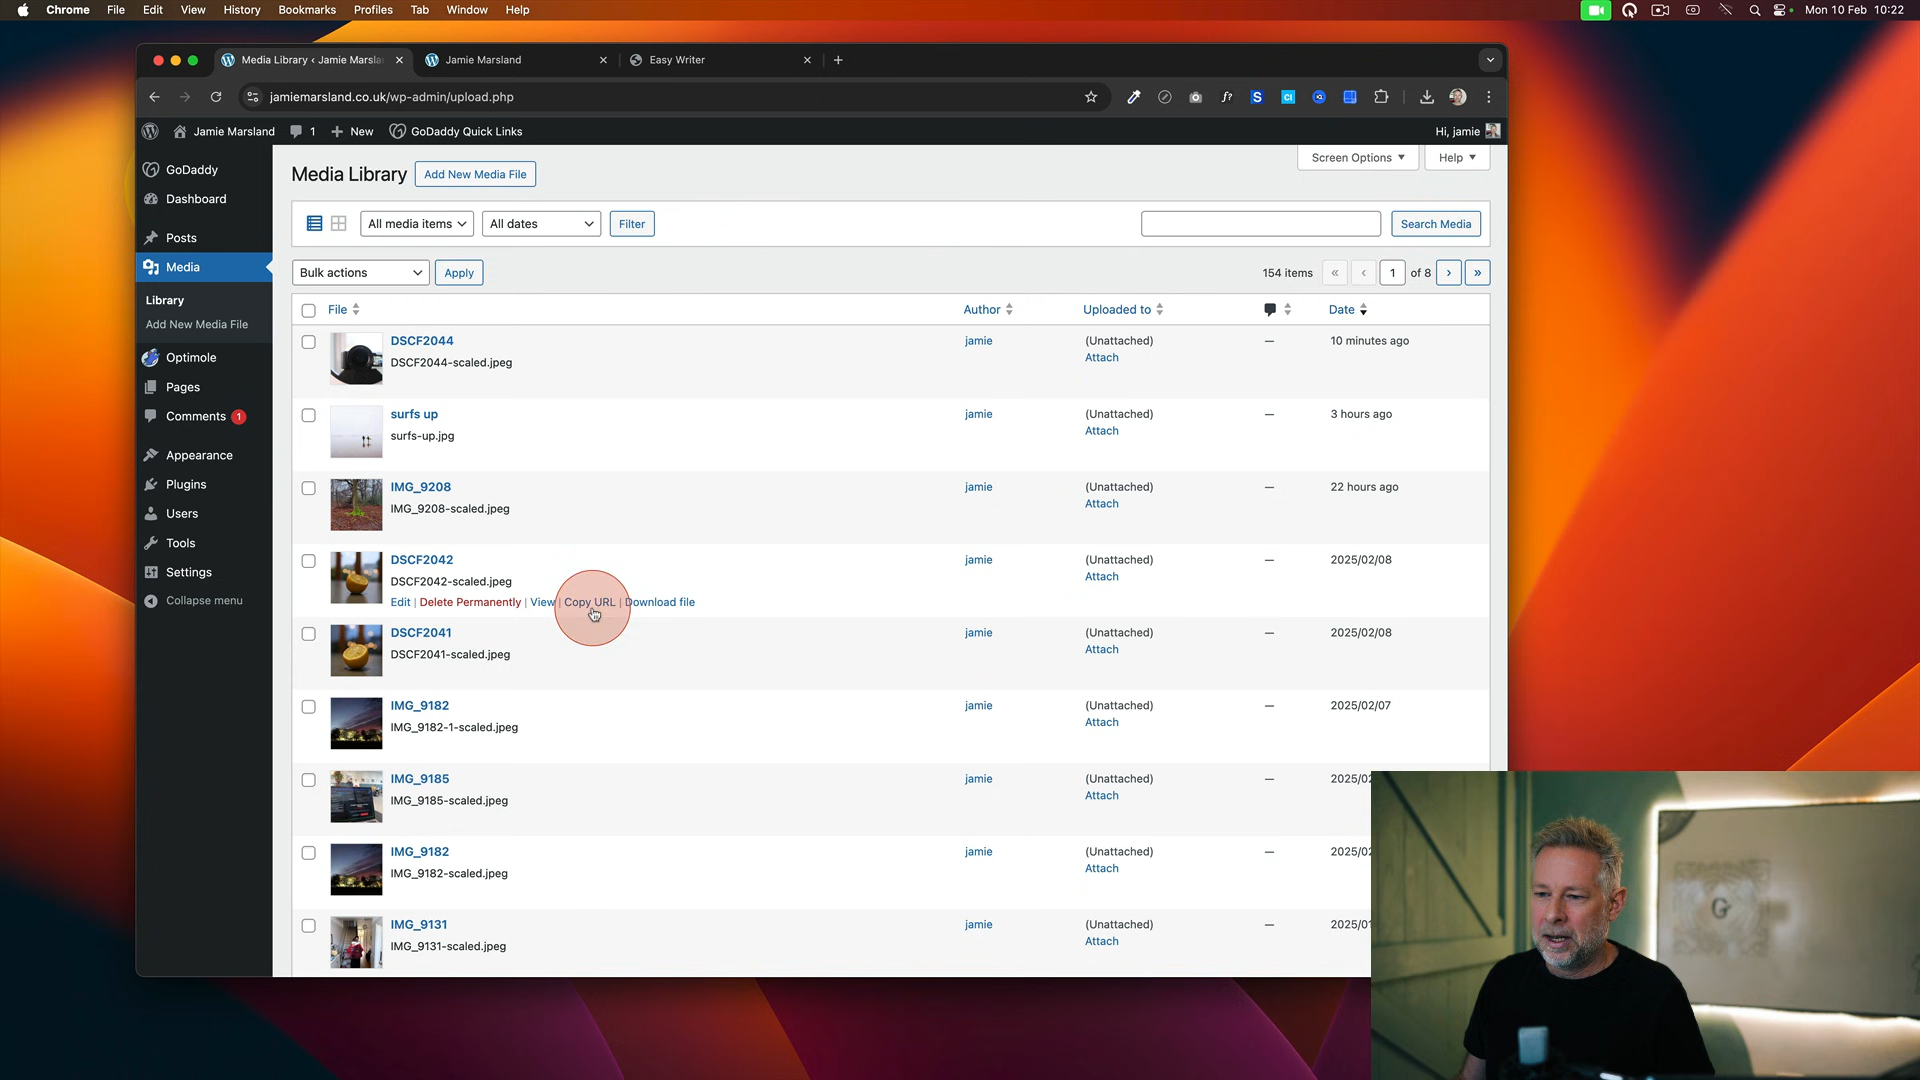 Chrome File Edit View History Bookmarks Profiles Tab Window Help
Mon 10 Feb 10:22
Media Library ‹ Jamie Marsla
Jamie Marsland
Easy Writer
jamiemarsland.co.uk/wp-admin/upload.php
f?
S
CI
Jamie Marsland 1 New GoDaddy Quick Links
Hi, jamie
GoDaddy
Dashboard
Posts
Media
Library
Add New Media File
Optimole
Pages
Comments 1
Appearance
Plugins
Users
Tools
Settings
Collapse menu
Screen Options
Help
Media Library
Add New Media File
All media items
All dates
Filter
Search Media
Bulk actions
Apply
154 items « ‹ 1 of 8 › »
File Author Uploaded to Date
DSCF2044 jamie (Unattached) — 10 minutes ago
DSCF2044-scaled.jpeg Attach
surfs up jamie (Unattached) — 3 hours ago
surfs-up.jpg Attach
IMG_9208 jamie (Unattached) — 22 hours ago
IMG_9208-scaled.jpeg Attach
DSCF2042 jamie (Unattached) — 2025/02/08
DSCF2042-scaled.jpeg Attach
Edit | Delete Permanently | View | Copy URL | Download file
DSCF2041 jamie (Unattached) — 2025/02/08
DSCF2041-scaled.jpeg Attach
IMG_9182 jamie (Unattached) — 2025/02/07
IMG_9182-1-scaled.jpeg Attach
IMG_9185 jamie (Unattached) — 2025/02
IMG_9185-scaled.jpeg Attach
IMG_9182 jamie (Unattached) — 2025/02
IMG_9182-scaled.jpeg Attach
IMG_9131 jamie (Unattached) — 2025/01
IMG_9131-scaled.jpeg Attach
G